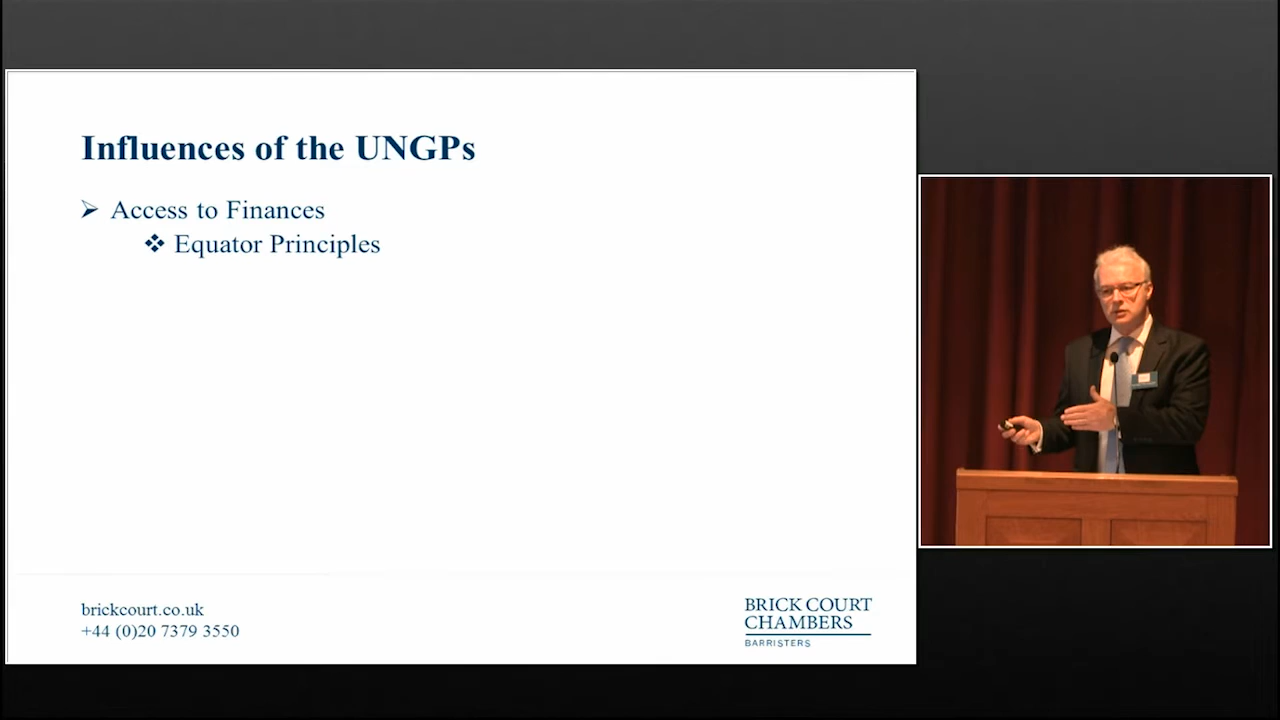 Influences of the UNGPs
Access to Finances
Equator Principles
brickcourt.co.uk
+44 (0)20 7379 3550
BRICK COURT
CHAMBERS
BARRISTERS